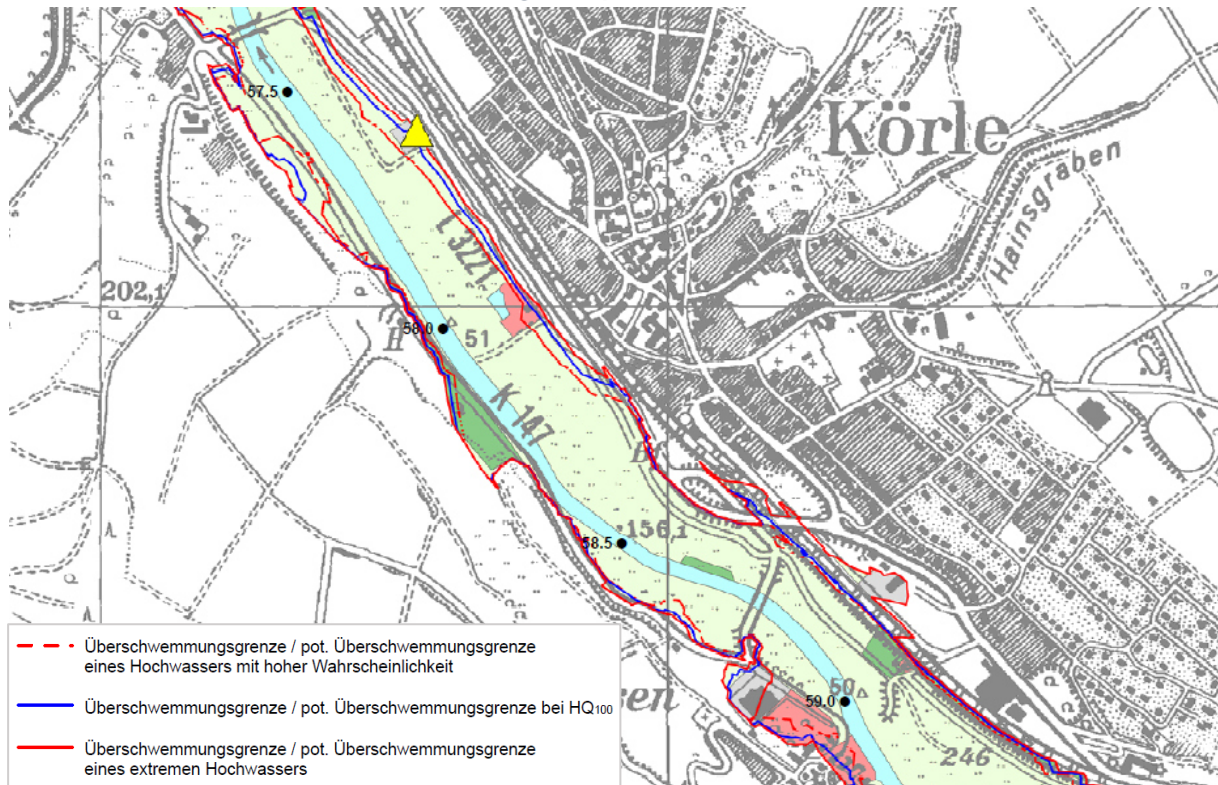 57.5
Körle
Hainsgraben
L 3221
202,1
58.0
51
K 147
156,1
58.5
50
59.0
sen
246
Überschwemmungsgrenze / pot. Überschwemmungsgrenze
eines Hochwassers mit hoher Wahrscheinlichkeit
Überschwemmungsgrenze / pot. Überschwemmungsgrenze bei HQ100
Überschwemmungsgrenze / pot. Überschwemmungsgrenze
eines extremen Hochwassers